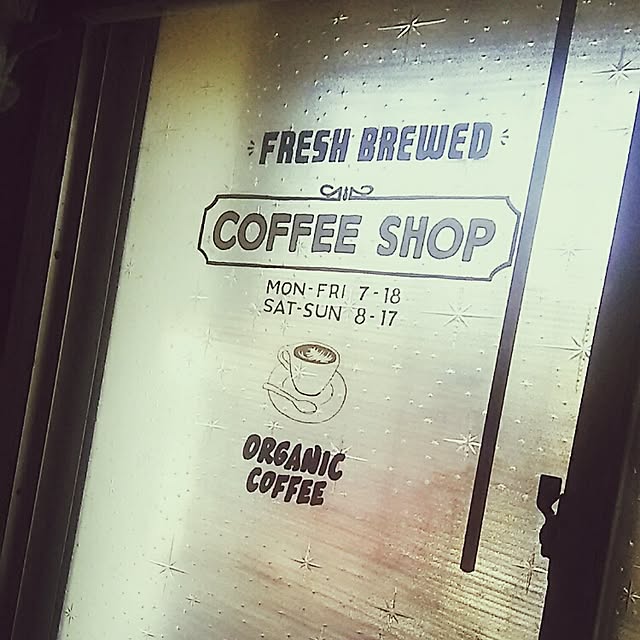 FRESH BREWED
COFFEE SHOP
MON-FRI 7-18
SAT-SUN 8-17
ORGANIC
COFFEE